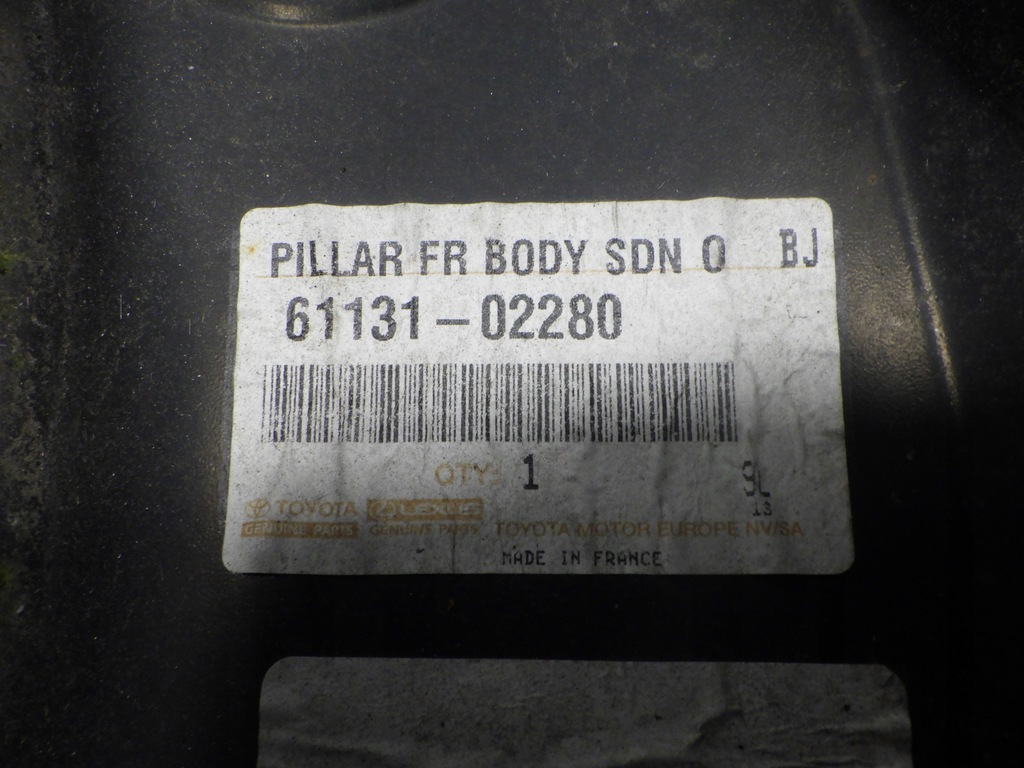 PILLAR FR BODY SDN O BJ
61131-02280
QTY: 1 9L
13
TOYOTA LEXUS
GENUINE PARTS GENUINE PARTS TOYOTA MOTOR EUROPE NV/SA
MADE IN FRANCE